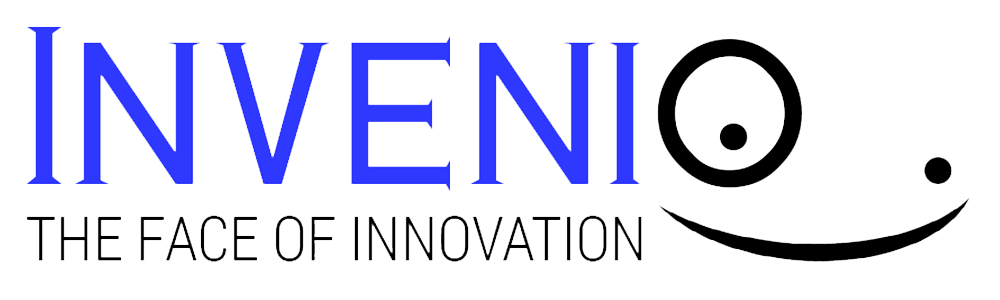 INVENIO
THE FACE OF INNOVATION